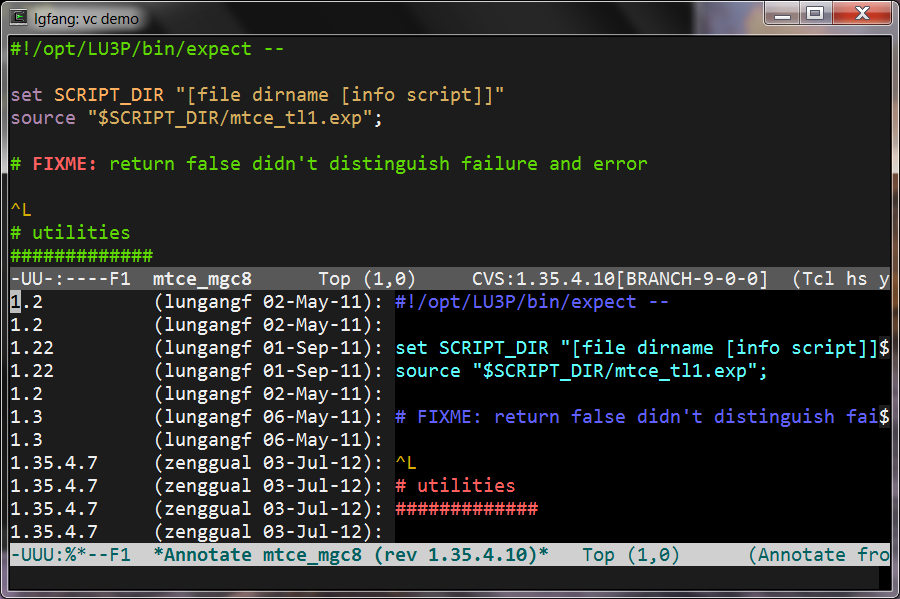 lgfang: vc demo
#!/opt/LU3P/bin/expect --
set SCRIPT_DIR "[file dirname [info script]]"
source "$SCRIPT_DIR/mtce_tl1.exp";
# FIXME: return false didn't distinguish failure and error
^L
# utilities
#############
-UU-:----F1  mtce_mgc8      Top (1,0)     CVS:1.35.4.10[BRANCH-9-0-0]  (Tcl hs y
1.2          (lungangf 02-May-11): #!/opt/LU3P/bin/expect --
1.2          (lungangf 02-May-11):
1.22         (lungangf 01-Sep-11): set SCRIPT_DIR "[file dirname [info script]]$
1.22         (lungangf 01-Sep-11): source "$SCRIPT_DIR/mtce_tl1.exp";
1.2          (lungangf 02-May-11):
1.3          (lungangf 06-May-11): # FIXME: return false didn't distinguish fai$
1.3          (lungangf 06-May-11):
1.35.4.7     (zenggual 03-Jul-12): ^L
1.35.4.7     (zenggual 03-Jul-12): # utilities
1.35.4.7     (zenggual 03-Jul-12): #############
1.35.4.7     (zenggual 03-Jul-12):
-UUU:%*--F1  *Annotate mtce_mgc8 (rev 1.35.4.10)*   Top (1,0)      (Annotate fro